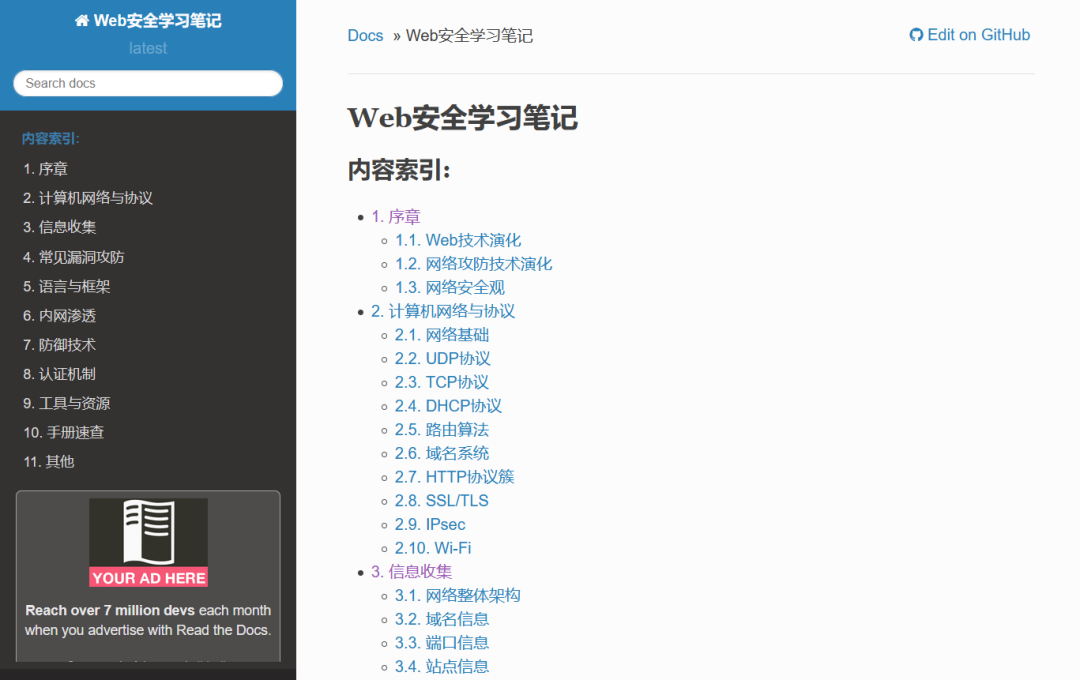 Web安全学习笔记
latest
Search docs
内容索引:
1. 序章
2. 计算机网络与协议
3. 信息收集
4. 常见漏洞攻防
5. 语言与框架
6. 内网渗透
7. 防御技术
8. 认证机制
9. 工具与资源
10. 手册速查
11. 其他
YOUR AD HERE
Reach over 7 million devs each month
when you advertise with Read the Docs.
Docs » Web安全学习笔记
Edit on GitHub
Web安全学习笔记
内容索引:
1. 序章
1.1. Web技术演化
1.2. 网络攻防技术演化
1.3. 网络安全观
2. 计算机网络与协议
2.1. 网络基础
2.2. UDP协议
2.3. TCP协议
2.4. DHCP协议
2.5. 路由算法
2.6. 域名系统
2.7. HTTP协议簇
2.8. SSL/TLS
2.9. IPsec
2.10. Wi-Fi
3. 信息收集
3.1. 网络整体架构
3.2. 域名信息
3.3. 端口信息
3.4. 站点信息